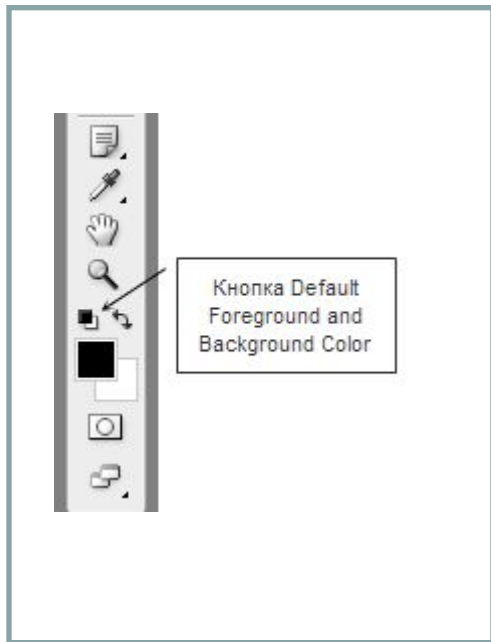 Кнопка Default
Foreground and
Background Color